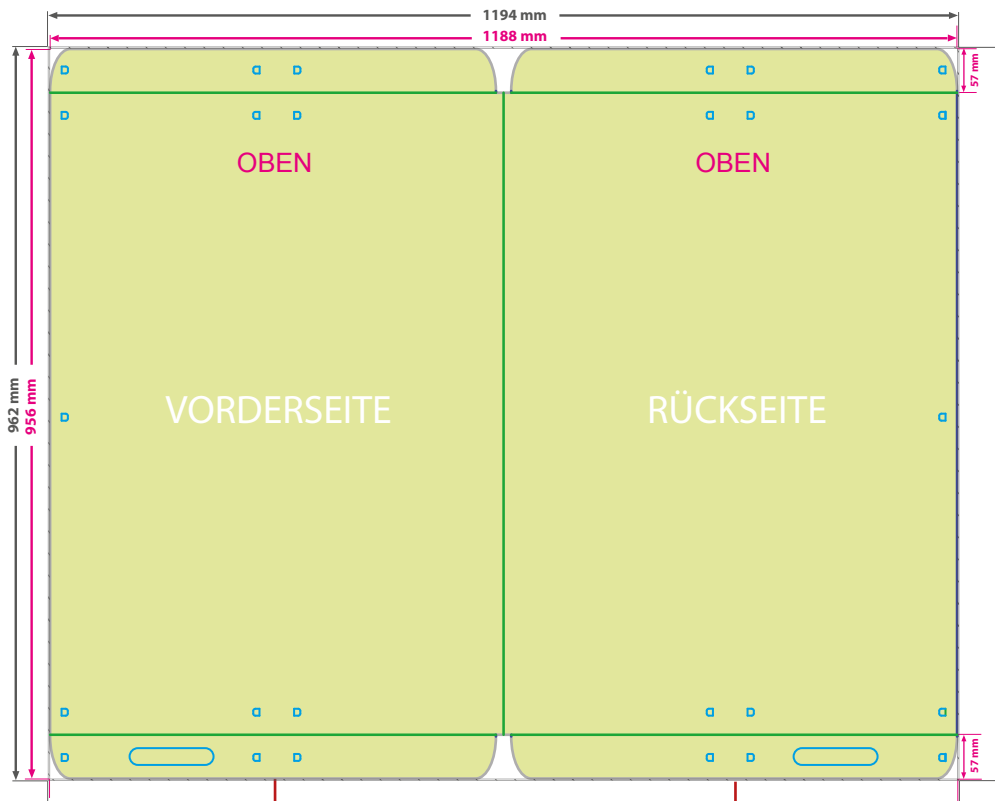 1194 mm
1188 mm
57 mm
OBEN
OBEN
962 mm
956 mm
VORDERSEITE
RÜCKSEITE
57 mm